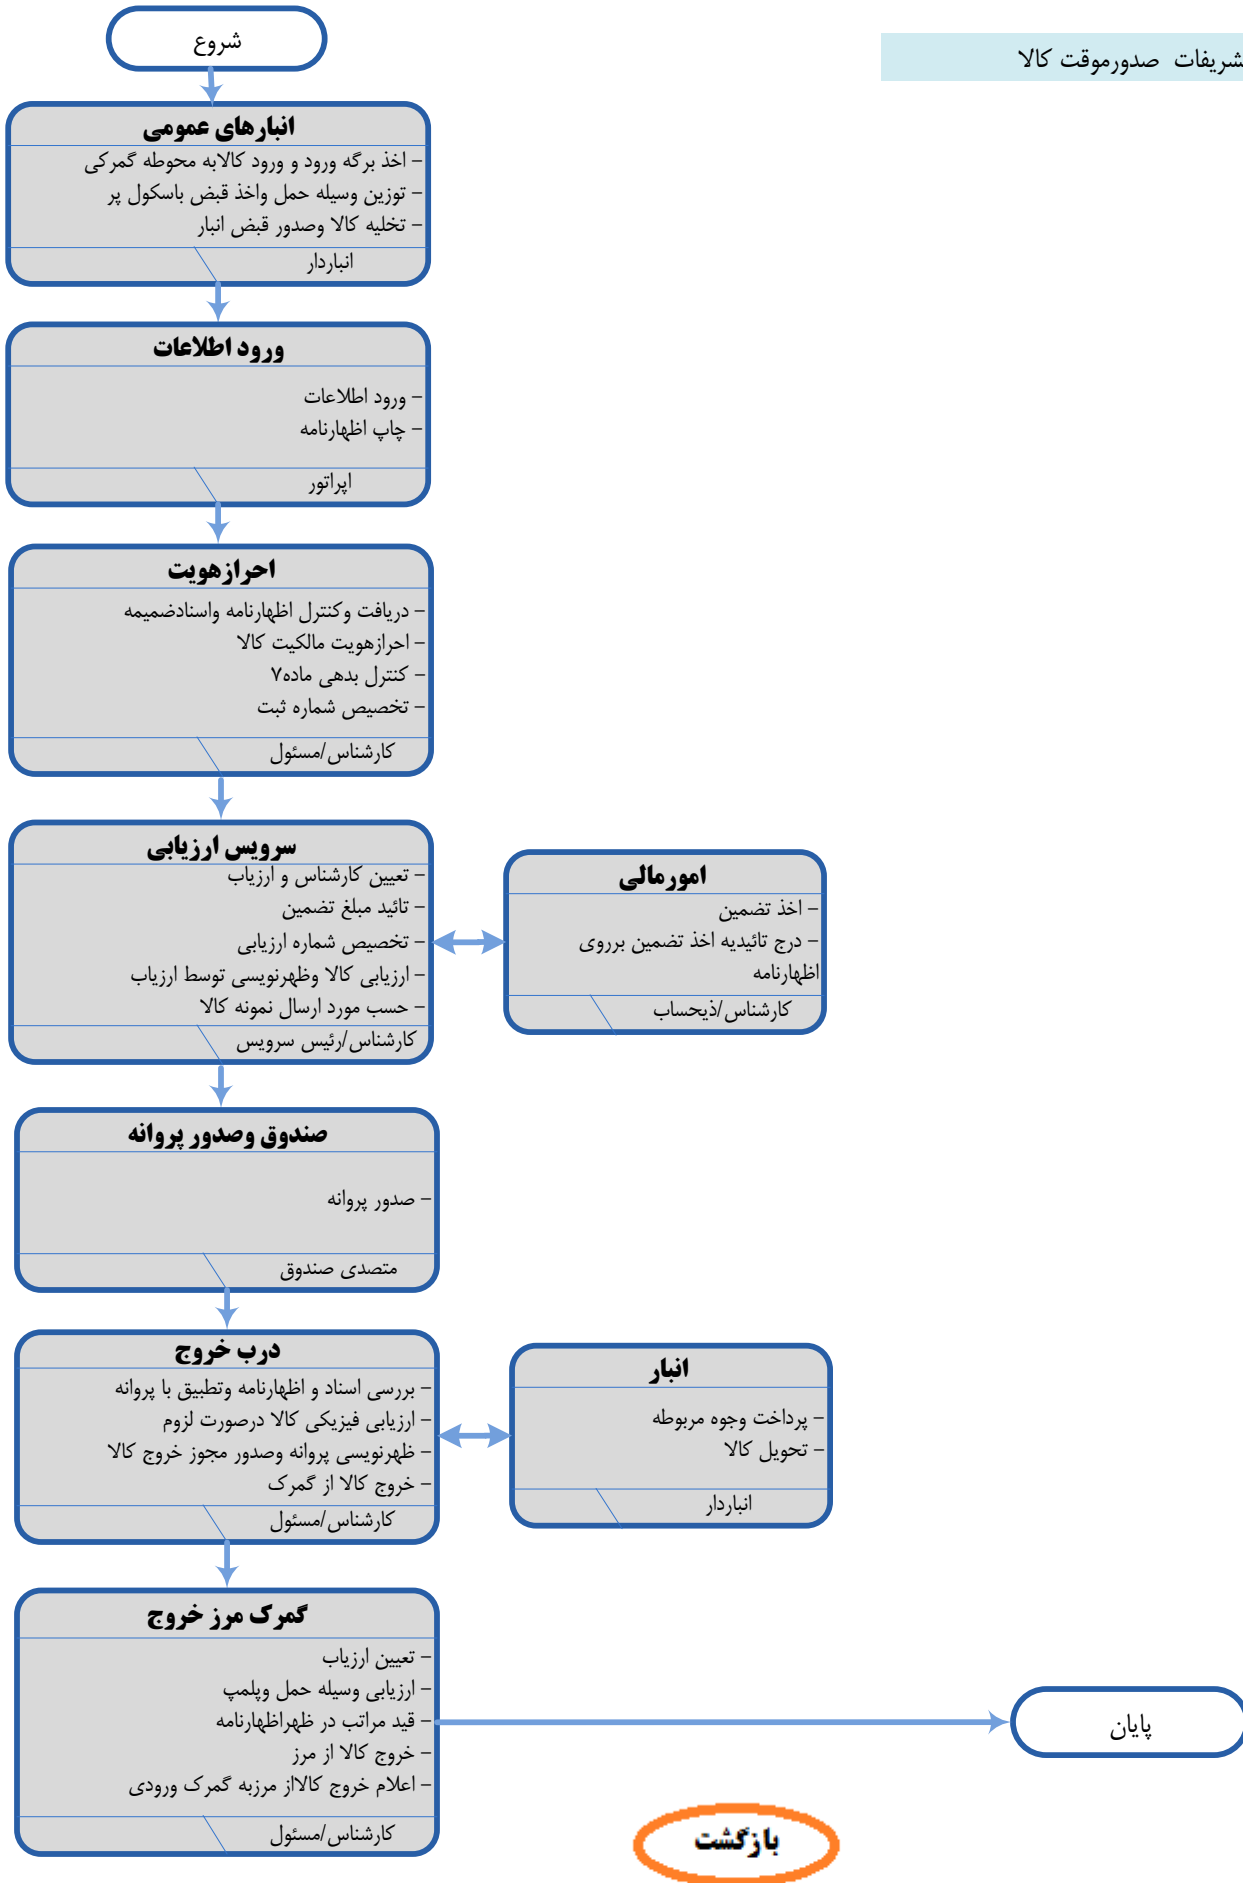 شروع
شریفات صدورموقت کالا
انبارهای عمومی
- اخذ برگه ورود و ورود کالابه محوطه گمرکی
- توزین وسیله حمل واخذ قبض باسکول پر
- تخلیه کالا وصدور قبض انبار
انباردار
ورود اطلاعات
- ورود اطلاعات
- چاپ اظهارنامه
اپراتور
احرازهویت
- دریافت وکنترل اظهارنامه واسنادضمیمه
- احرازهویت مالکیت کالا
- کنترل بدهی ماده۷
- تخصیص شماره ثبت
کارشناس/مسئول
سرویس ارزیابی
- تعیین کارشناس و ارزیاب
- تائید مبلغ تضمین
- تخصیص شماره ارزیابی
- ارزیابی کالا وظهرنویسی توسط ارزیاب
- حسب مورد ارسال نمونه کالا
کارشناس/رئیس سرویس
امورمالی
- اخذ تضمین
- درج تائیدیه اخذ تضمین برروی
اظهارنامه
کارشناس/ذیحساب
صندوق وصدور پروانه
- صدور پروانه
متصدی صندوق
درب خروج
- بررسی اسناد و اظهارنامه وتطبیق با پروانه
- ارزیابی فیزیکی کالا درصورت لزوم
- ظهرنویسی پروانه وصدور مجوز خروج کالا
- خروج کالا از گمرک
کارشناس/مسئول
انبار
- پرداخت وجوه مربوطه
- تحویل کالا
انباردار
گمرک مرز خروج
- تعیین ارزیاب
- ارزیابی وسیله حمل وپلمپ
- قید مراتب در ظهراظهارنامه
- خروج کالا از مرز
- اعلام خروج کالااز مرزبه گمرک ورودی
کارشناس/مسئول
پایان
بازگشت